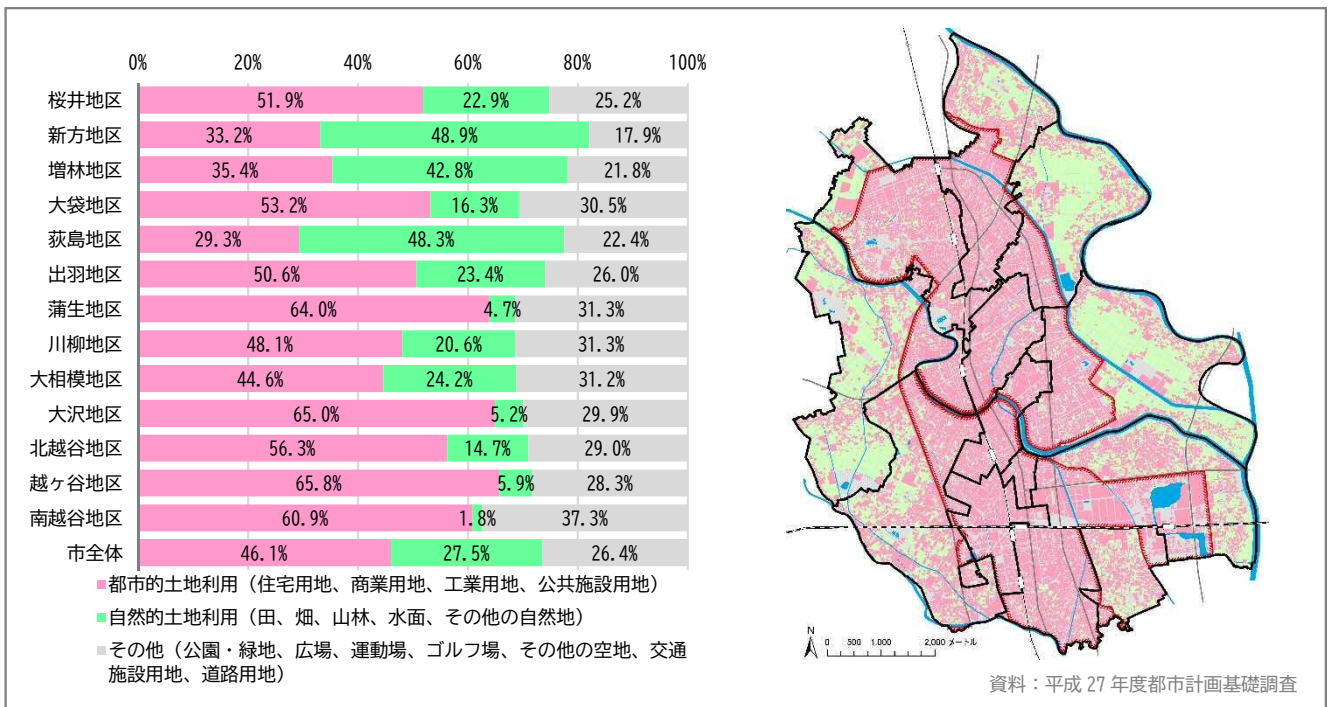 0% 20% 40% 60% 80% 100%
桜井地区 51.9% 22.9% 25.2%
新方地区 33.2% 48.9% 17.9%
増林地区 35.4% 42.8% 21.8%
大袋地区 53.2% 16.3% 30.5%
荻島地区 29.3% 48.3% 22.4%
出羽地区 50.6% 23.4% 26.0%
蒲生地区 64.0% 4.7% 31.3%
川柳地区 48.1% 20.6% 31.3%
大相模地区 44.6% 24.2% 31.2%
大沢地区 65.0% 5.2% 29.9%
北越谷地区 56.3% 14.7% 29.0%
越ヶ谷地区 65.8% 5.9% 28.3%
南越谷地区 60.9% 1.8% 37.3%
市全体 46.1% 27.5% 26.4%
都市的土地利用（住宅用地、商業用地、工業用地、公共施設用地）
自然的土地利用（田、畑、山林、水面、その他の自然地）
その他（公園・緑地、広場、運動場、ゴルフ場、その他の空地、交通
施設用地、道路用地）
N
0 500 1,000 2,000 メートル
資料：平成 27 年度都市計画基礎調査